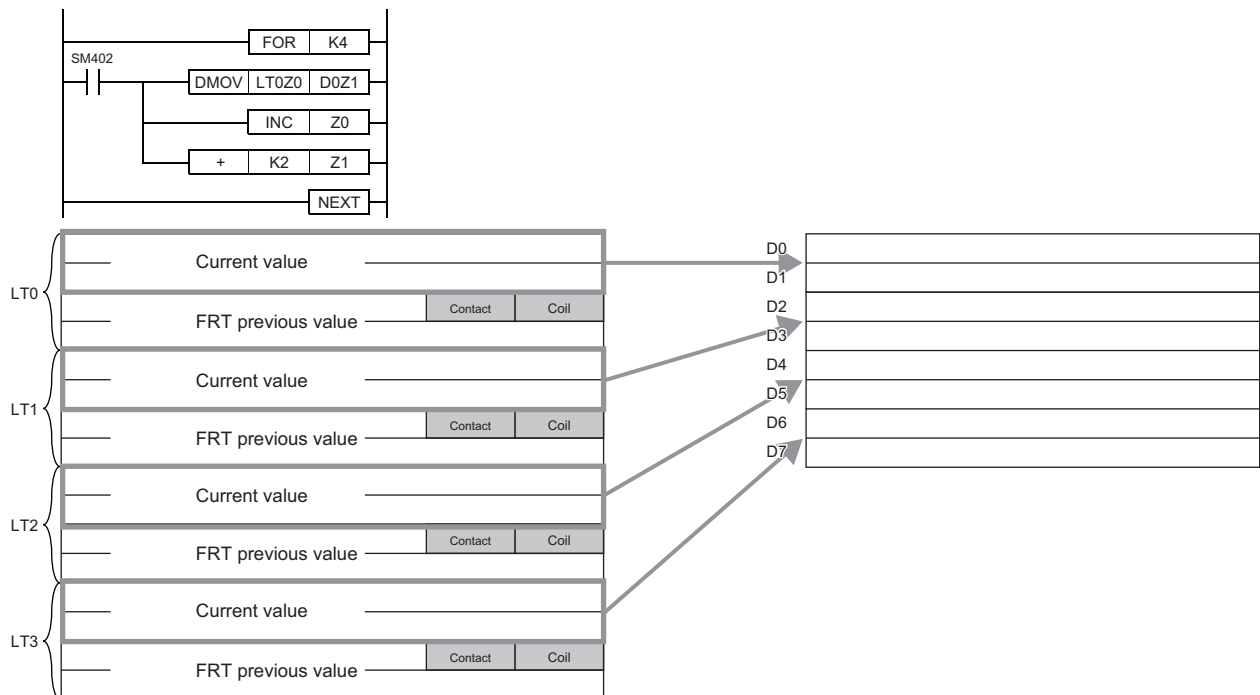 FOR K4
SM402
DMOV LT0Z0 D0Z1
INC Z0
+ K2 Z1
NEXT
LT0
Current value
FRT previous value Contact Coil
LT1
Current value
FRT previous value Contact Coil
LT2
Current value
FRT previous value Contact Coil
LT3
Current value
FRT previous value Contact Coil
D0
D1
D2
D3
D4
D5
D6
D7